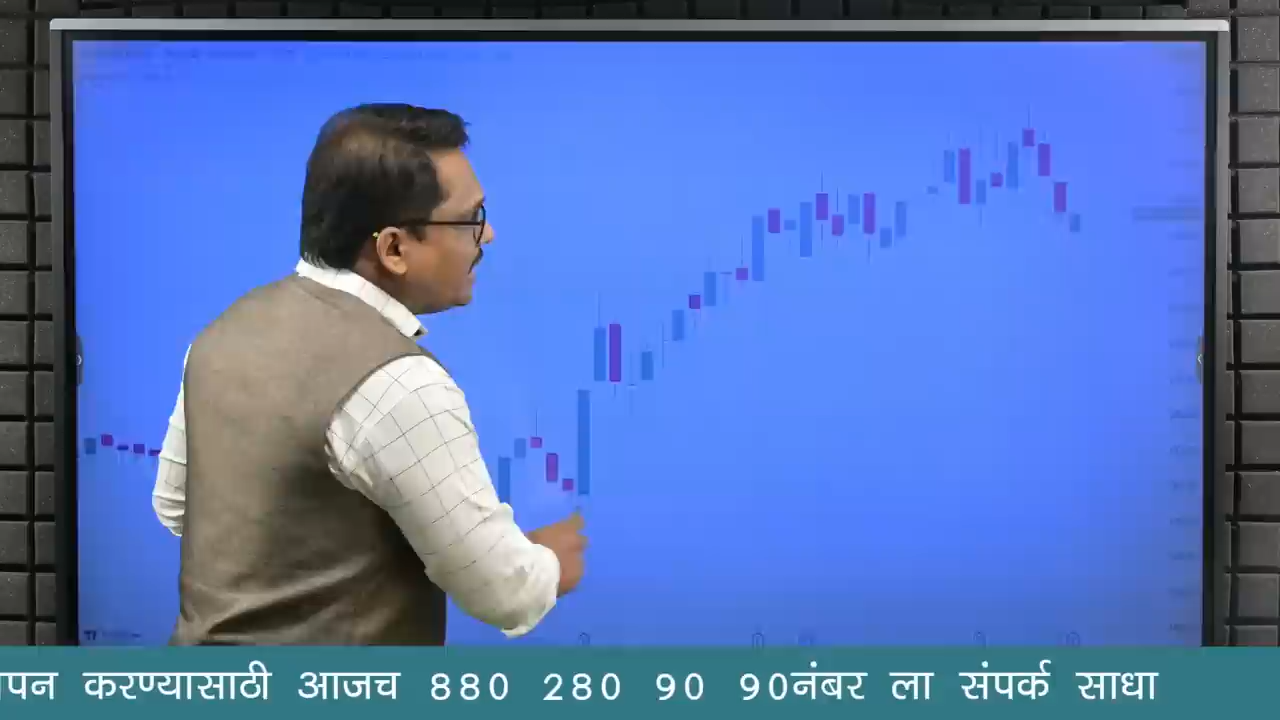 पन करण्यासाठी आजच 880 280 90 90नंबर ला संपर्क साधा